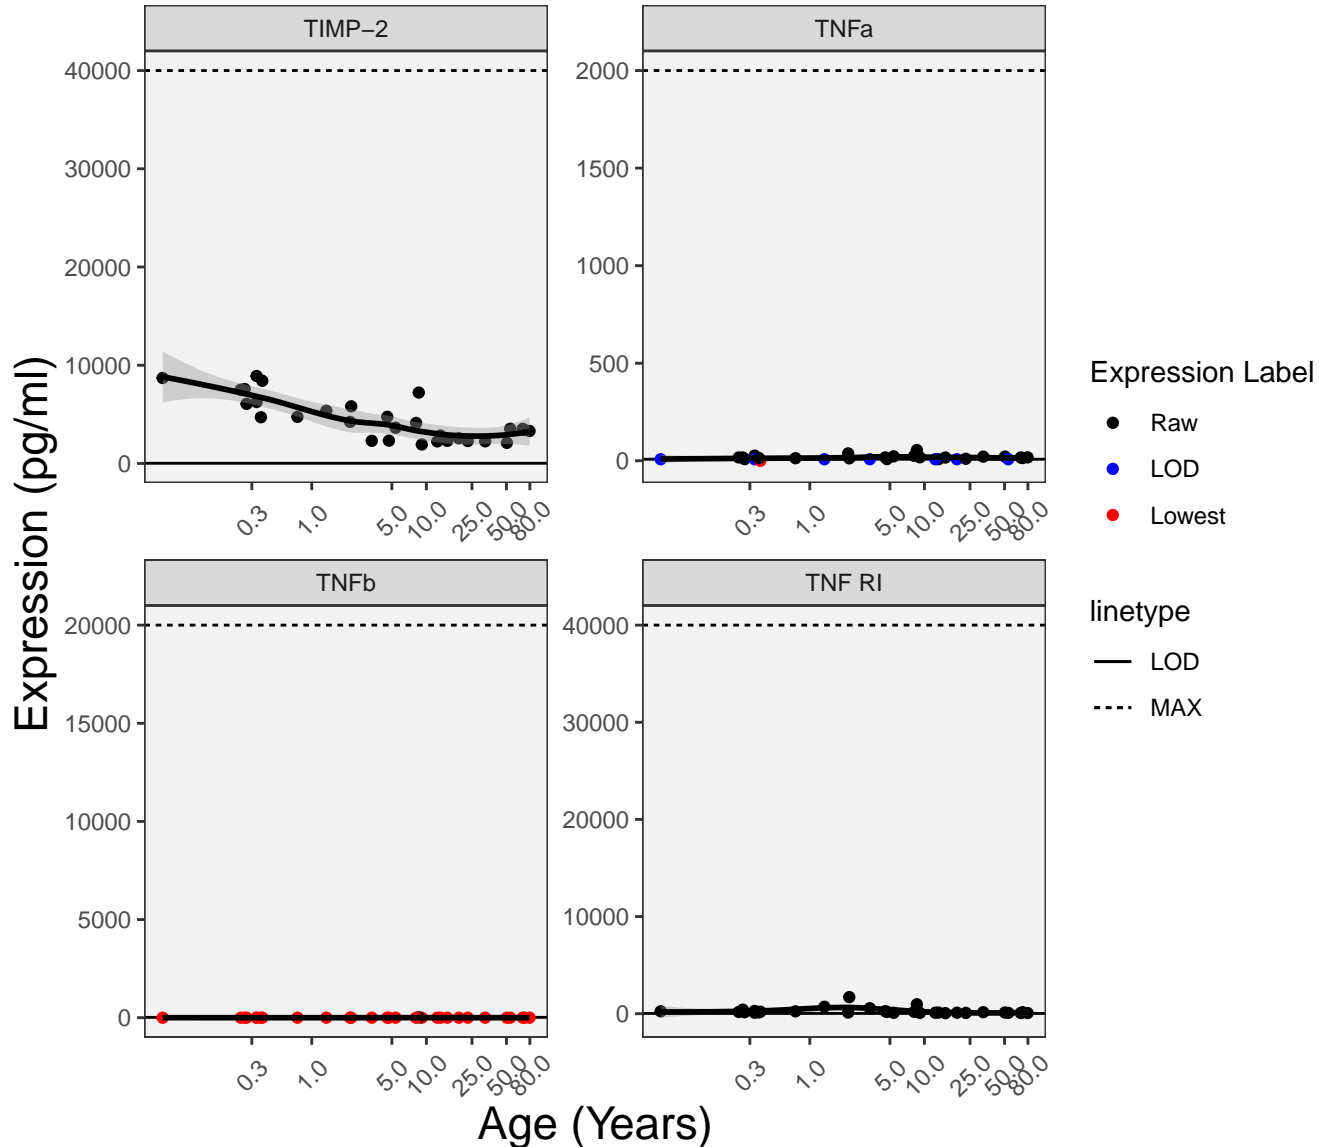 TIMP−2
TNFa
40000
30000
20000
10000
0
2000
1500
1000
500
0
0.3 1.0 5.0 10.0 25.0 50.0 80.0
0.3 1.0 5.0 10.0 25.0 50.0 80.0
TNFb
TNF RI
20000
15000
10000
5000
0
40000
30000
20000
10000
0
0.3 1.0 5.0 10.0 25.0 50.0 80.0
0.3 1.0 5.0 10.0 25.0 50.0 80.0
Expression (pg/ml)
Age (Years)
Expression Label
Raw
LOD
Lowest
linetype
LOD
MAX